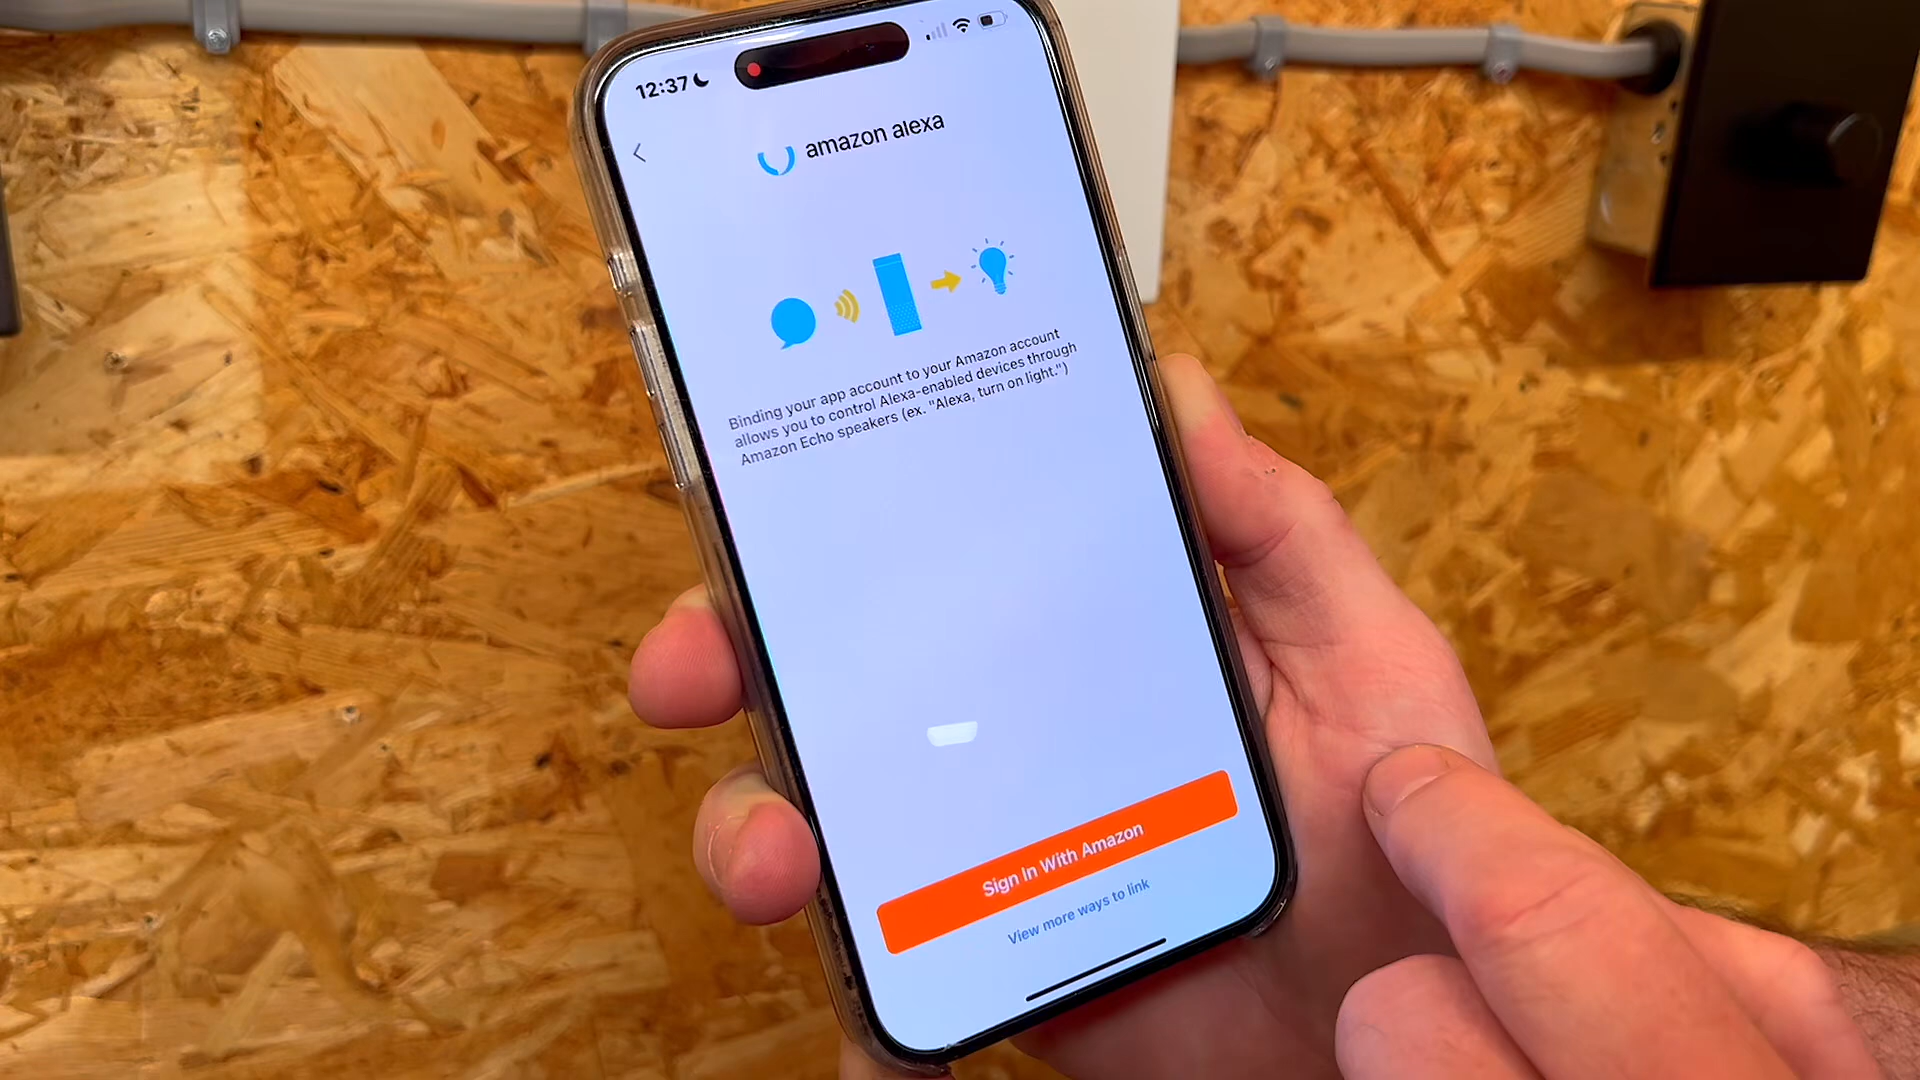 12:37
amazon alexa
Binding your app account to your Amazon account
allows you to control Alexa-enabled devices through
Amazon Echo speakers (ex. "Alexa, turn on light.")
Sign In With Amazon
View more ways to link